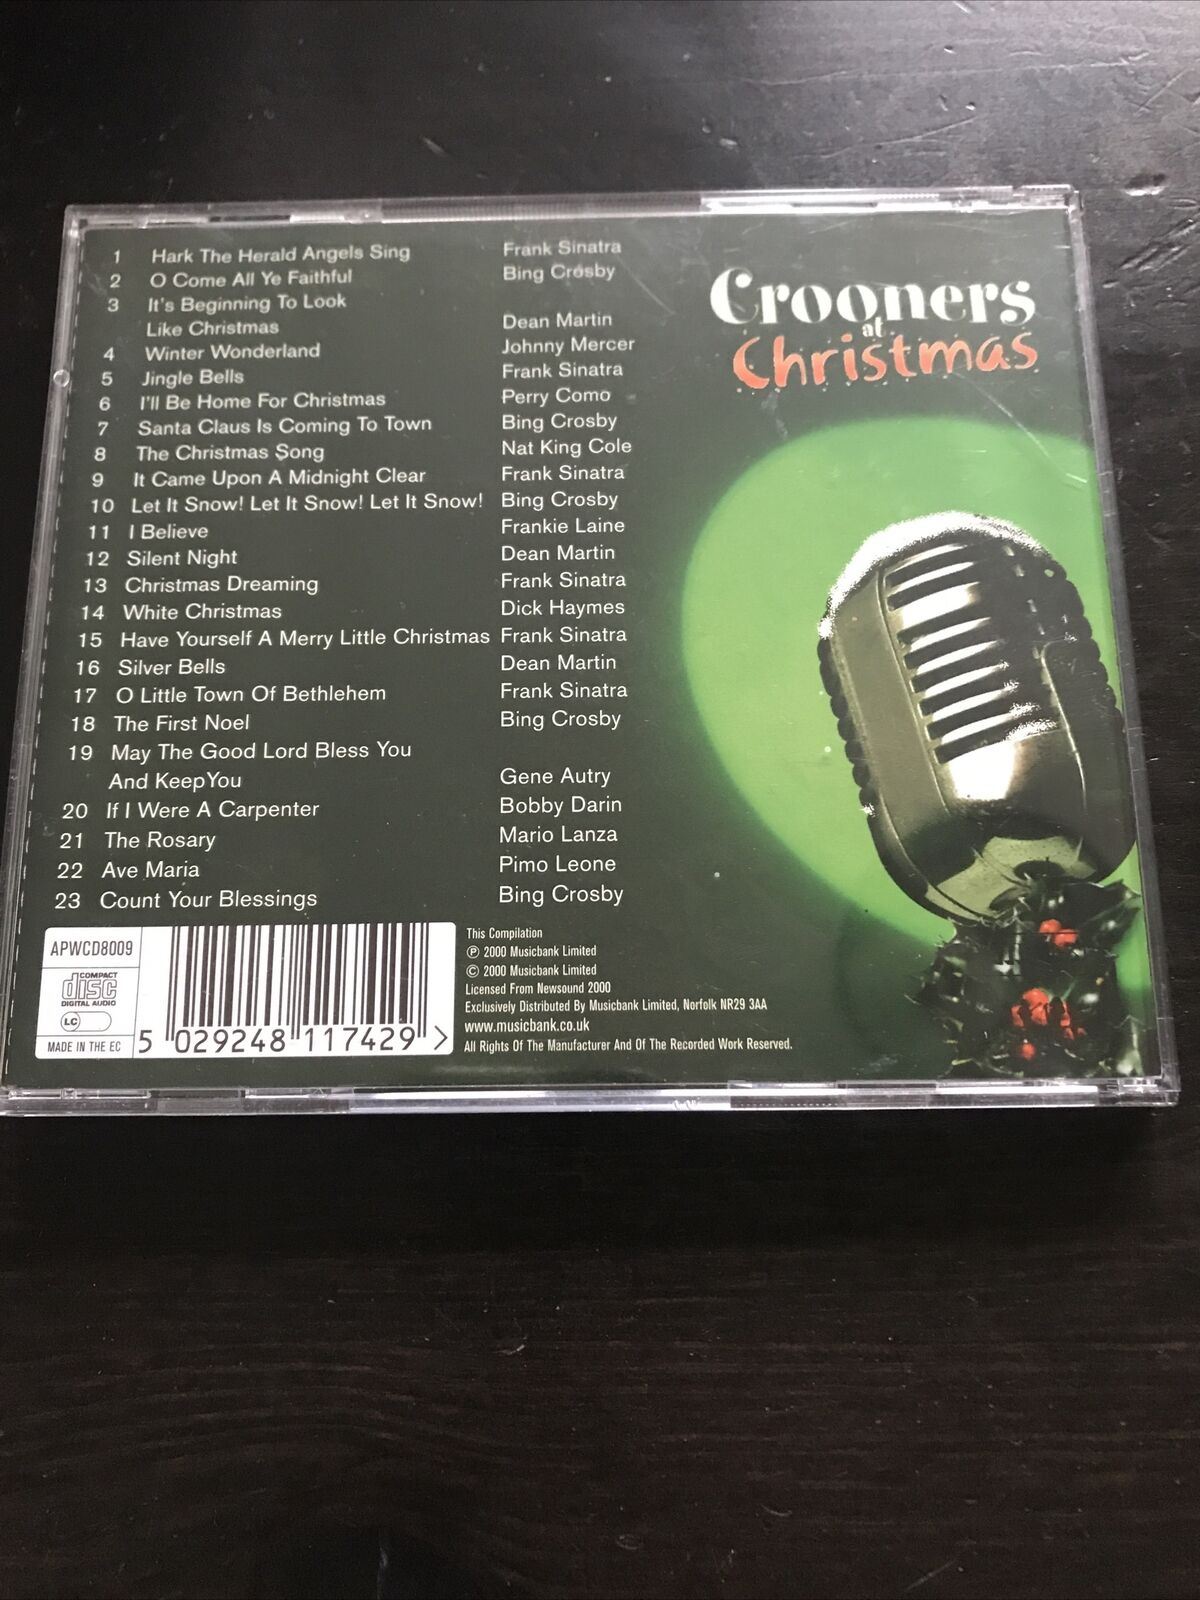 1 Hark The Herald Angels Sing Frank Sinatra
2 O Come All Ye Faithful Bing Crosby
3 It's Beginning To Look
Like Christmas Dean Martin
4 Winter Wonderland Johnny Mercer
5 Jingle Bells Frank Sinatra
6 I'll Be Home For Christmas Perry Como
7 Santa Claus Is Coming To Town Bing Crosby
8 The Christmas Song Nat King Cole
9 It Came Upon A Midnight Clear Frank Sinatra
10 Let It Snow! Let It Snow! Let It Snow! Bing Crosby
11 I Believe Frankie Laine
12 Silent Night Dean Martin
13 Christmas Dreaming Frank Sinatra
14 White Christmas Dick Haymes
15 Have Yourself A Merry Little Christmas Frank Sinatra
16 Silver Bells Dean Martin
17 O Little Town Of Bethlehem Frank Sinatra
18 The First Noel Bing Crosby
19 May The Good Lord Bless You
And KeepYou Gene Autry
20 If I Were A Carpenter Bobby Darin
21 The Rosary Mario Lanza
22 Ave Maria Pimo Leone
23 Count Your Blessings Bing Crosby
Crooners
at
Christmas
APWCD8009
COMPACT
disc
DIGITAL AUDIO
LC
MADE IN THE EC
5 029248 117429 >
This Compilation
℗ 2000 Musicbank Limited
© 2000 Musicbank Limited
Licensed From Newsound 2000
Exclusively Distributed By Musicbank Limited, Norfolk NR29 3AA
www.musicbank.co.uk
All Rights Of The Manufacturer And Of The Recorded Work Reserved.